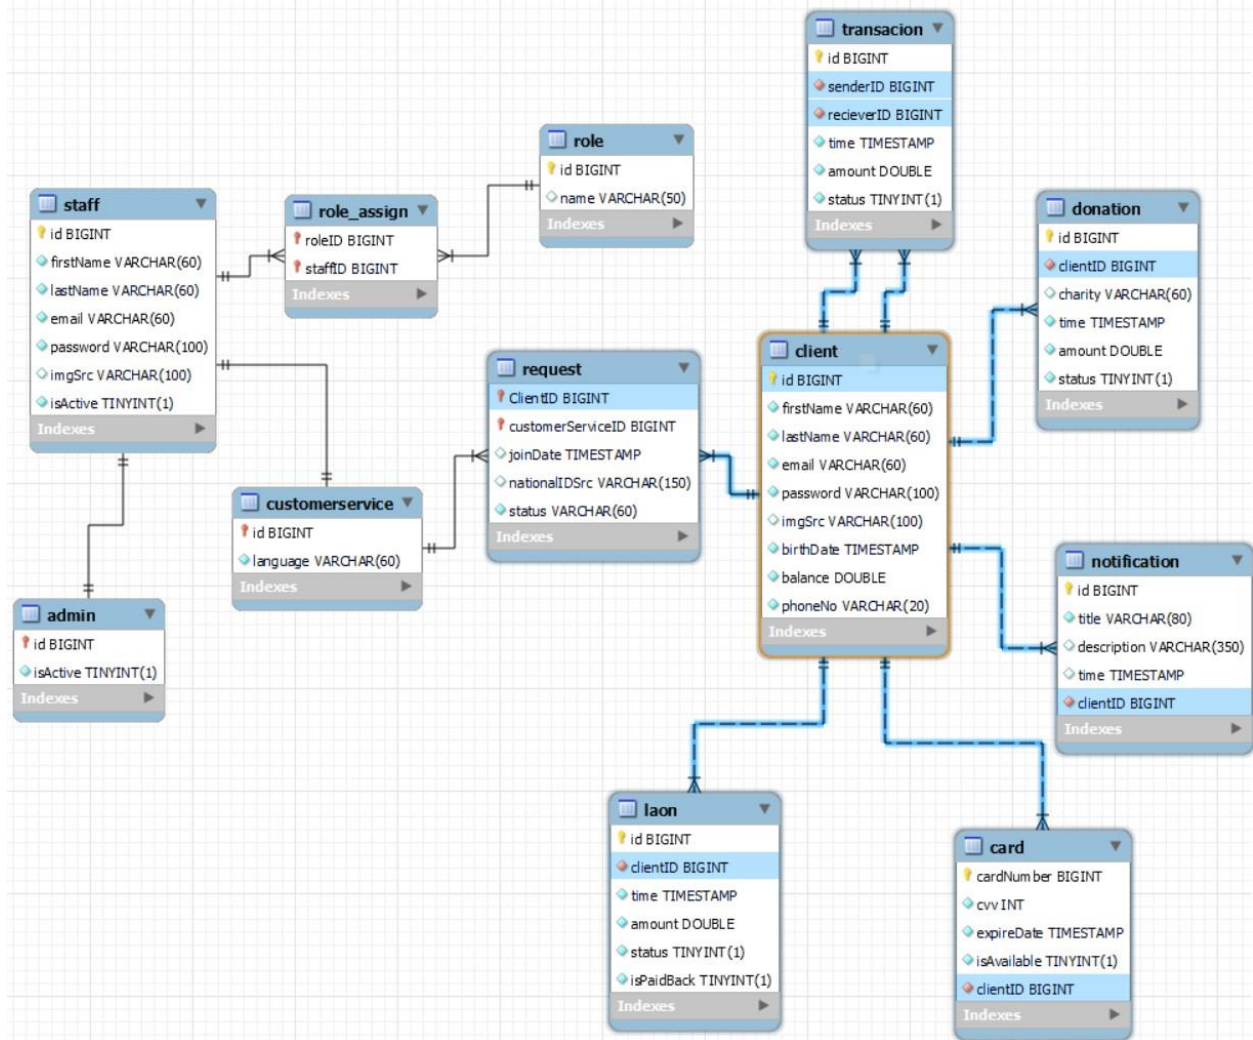 transacion
id BIGINT
senderID BIGINT
recieverID BIGINT
time TIMESTAMP
amount DOUBLE
status TINYINT(1)
Indexes
role
id BIGINT
name VARCHAR(50)
Indexes
staff
id BIGINT
firstName VARCHAR(60)
lastName VARCHAR(60)
email VARCHAR(60)
password VARCHAR(100)
imgSrc VARCHAR(100)
isActive TINYINT(1)
Indexes
role_assign
roleID BIGINT
staffID BIGINT
Indexes
donation
id BIGINT
clientID BIGINT
charity VARCHAR(60)
time TIMESTAMP
amount DOUBLE
status TINYINT(1)
Indexes
client
id BIGINT
firstName VARCHAR(60)
lastName VARCHAR(60)
email VARCHAR(60)
password VARCHAR(100)
imgSrc VARCHAR(100)
birthDate TIMESTAMP
balance DOUBLE
phoneNo VARCHAR(20)
Indexes
request
ClientID BIGINT
customerServiceID BIGINT
joinDate TIMESTAMP
nationalIDSrc VARCHAR(150)
status VARCHAR(60)
Indexes
customerservice
id BIGINT
language VARCHAR(60)
Indexes
admin
id BIGINT
isActive TINYINT(1)
Indexes
notification
id BIGINT
title VARCHAR(80)
description VARCHAR(350)
time TIMESTAMP
clientID BIGINT
Indexes
laon
id BIGINT
clientID BIGINT
time TIMESTAMP
amount DOUBLE
status TINYINT(1)
isPaidBack TINYINT(1)
Indexes
card
cardNumber BIGINT
cvv INT
expireDate TIMESTAMP
isAvailable TINYINT(1)
clientID BIGINT
Indexes